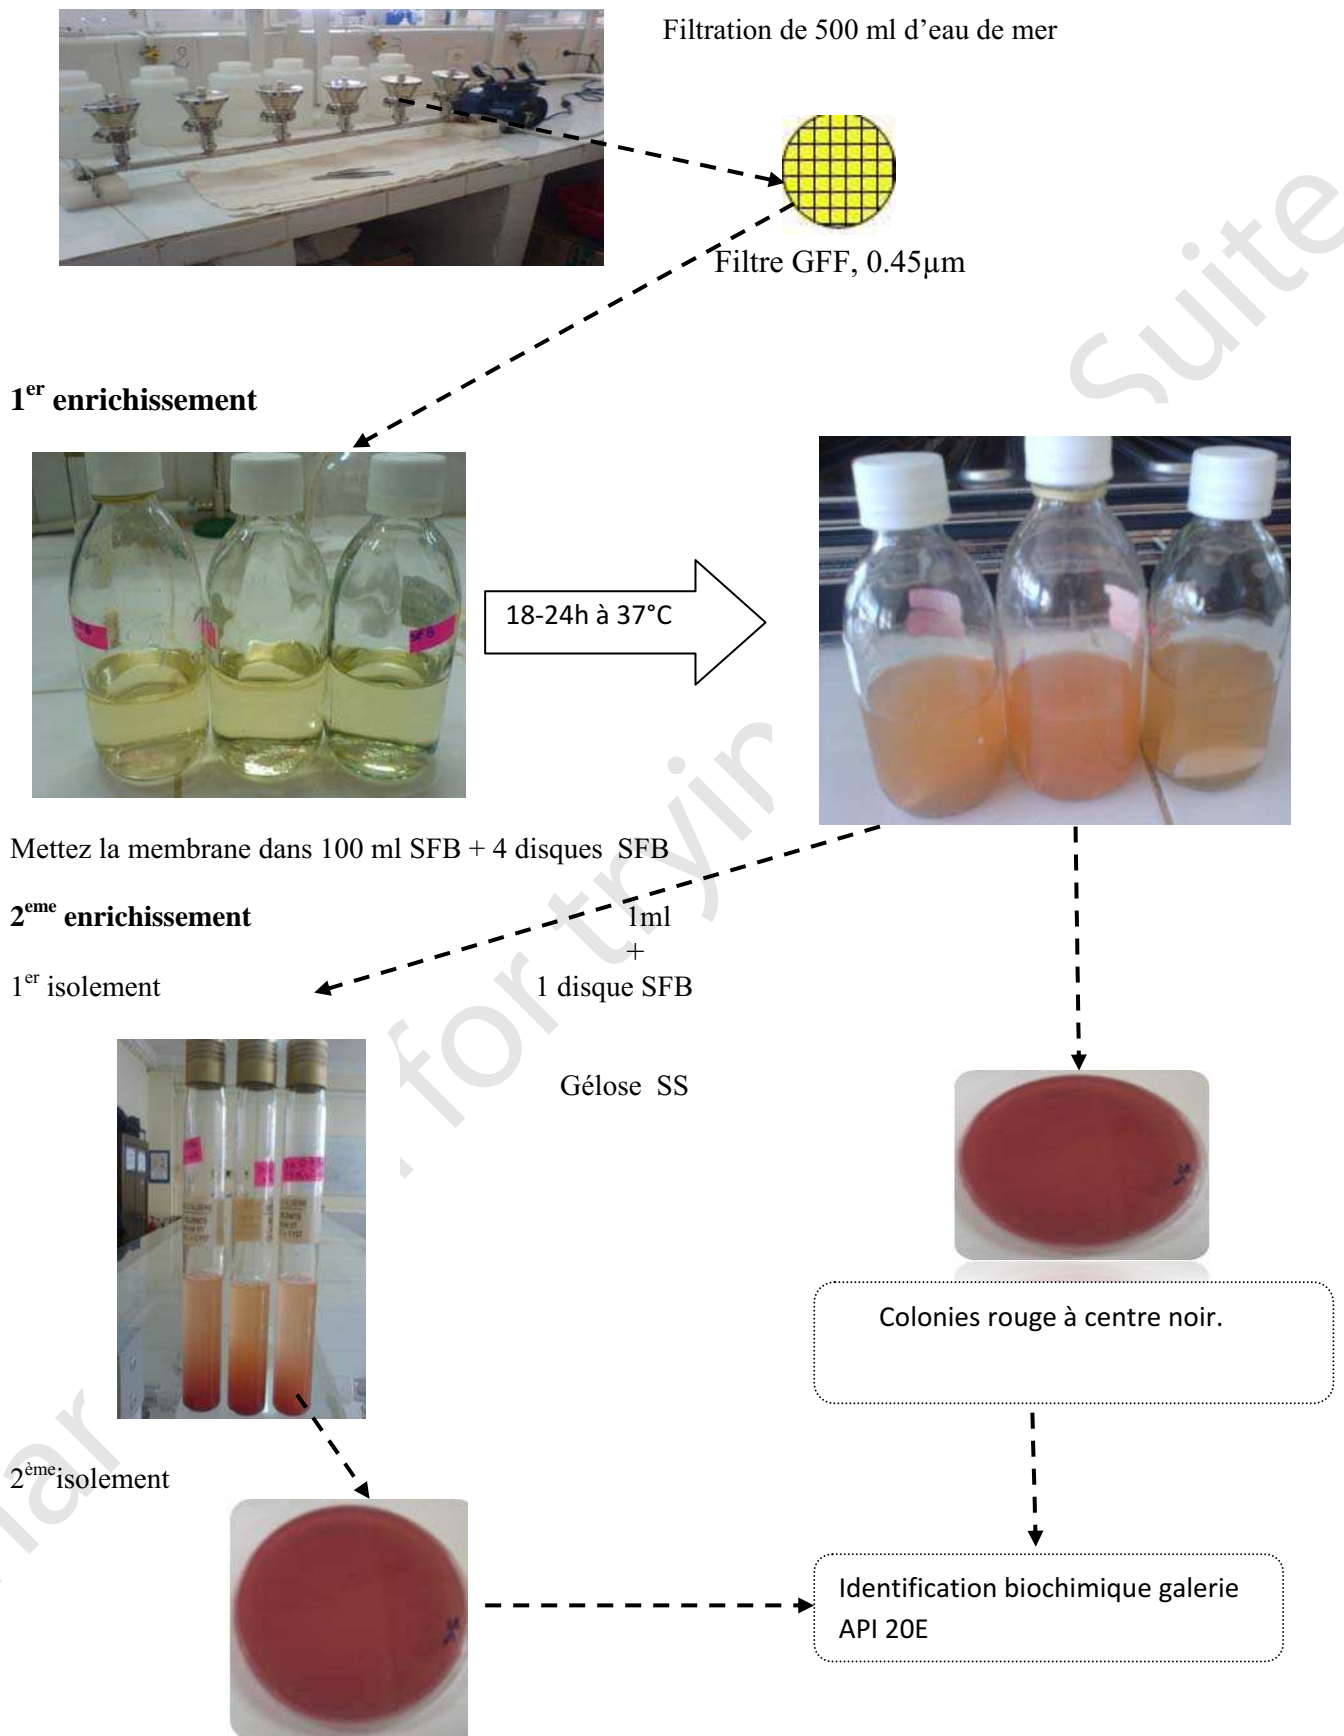 Filtration de 500 ml d’eau de mer
Filtre GFF, 0.45µm
1er enrichissement
18-24h à 37°C
Mettez la membrane dans 100 ml SFB + 4 disques SFB
2eme enrichissement
1ml
+
1er isolement
1 disque SFB
Gélose SS
Colonies rouge à centre noir.
2ème isolement
Identification biochimique galerie
API 20E
Suite
for